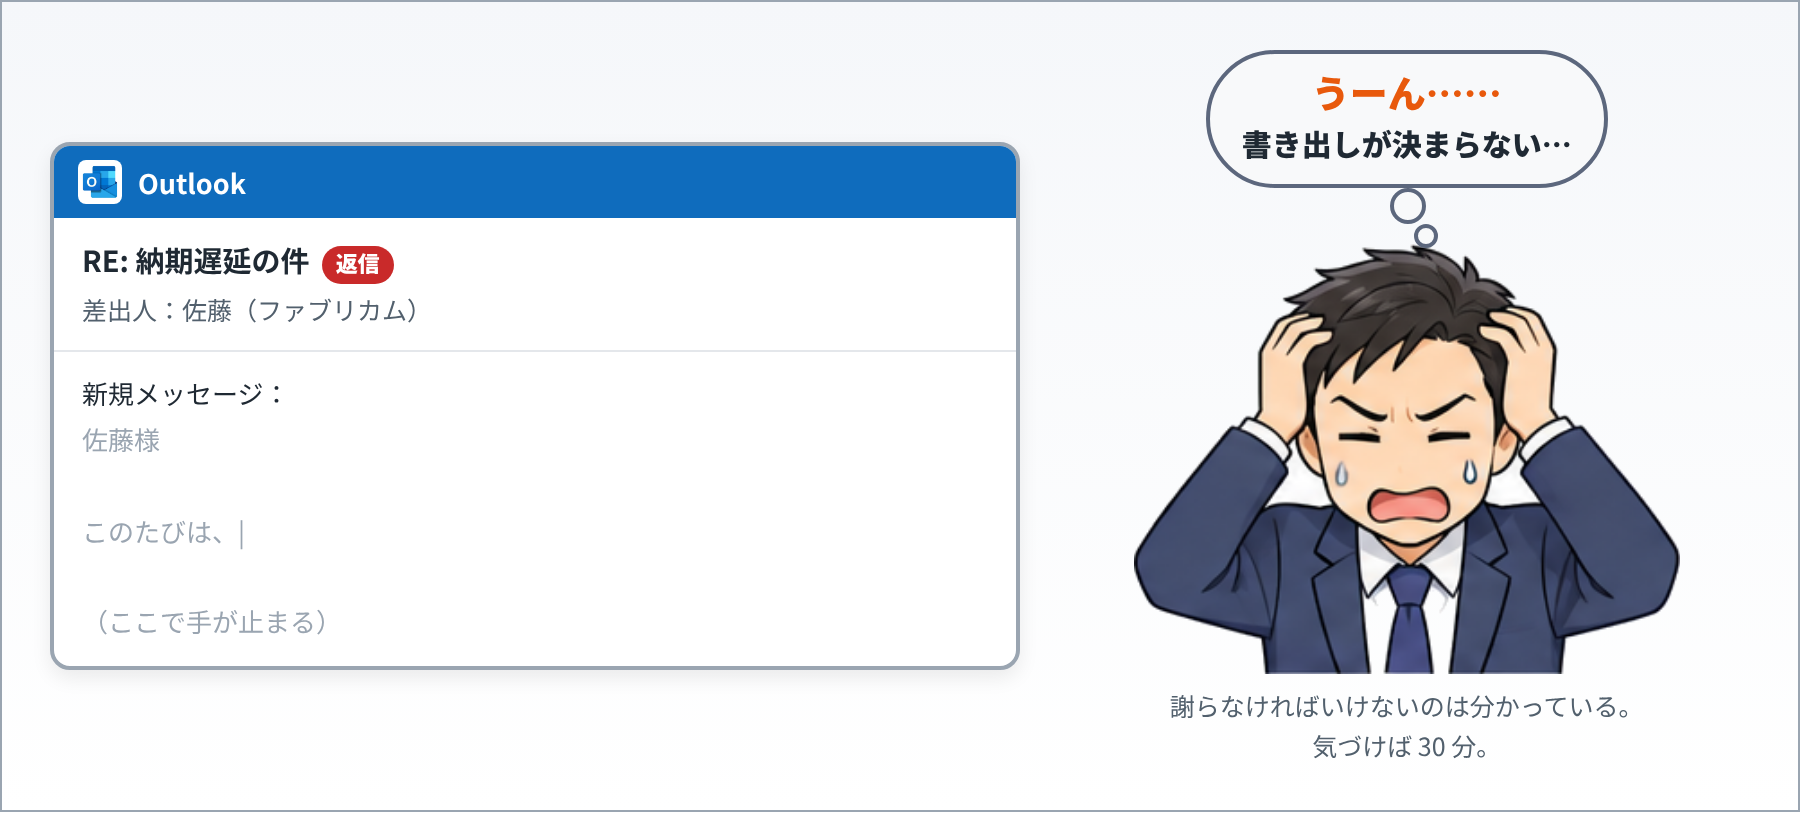 Outlook
RE: 納期遅延の件 返信
差出人：佐藤（ファブリカム）
新規メッセージ：
佐藤様
このたびは、|
（ここで手が止まる）
うーん……
書き出しが決まらない…
謝らなければいけないのは分かっている。
気づけば 30 分。